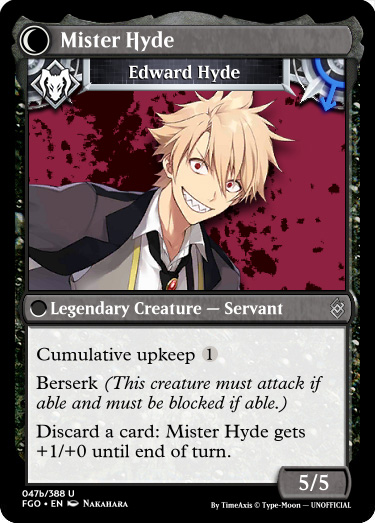 Mister Hyde
Edward Hyde
Legendary Creature — Servant
Cumulative upkeep 1
Berserk (This creature must attack if
able and must be blocked if able.)
Discard a card: Mister Hyde gets
+1/+0 until end of turn.
5/5
047b/388 U
FGO • EN Nakahara
By TimeAxis © Type-Moon — UNOFFICIAL